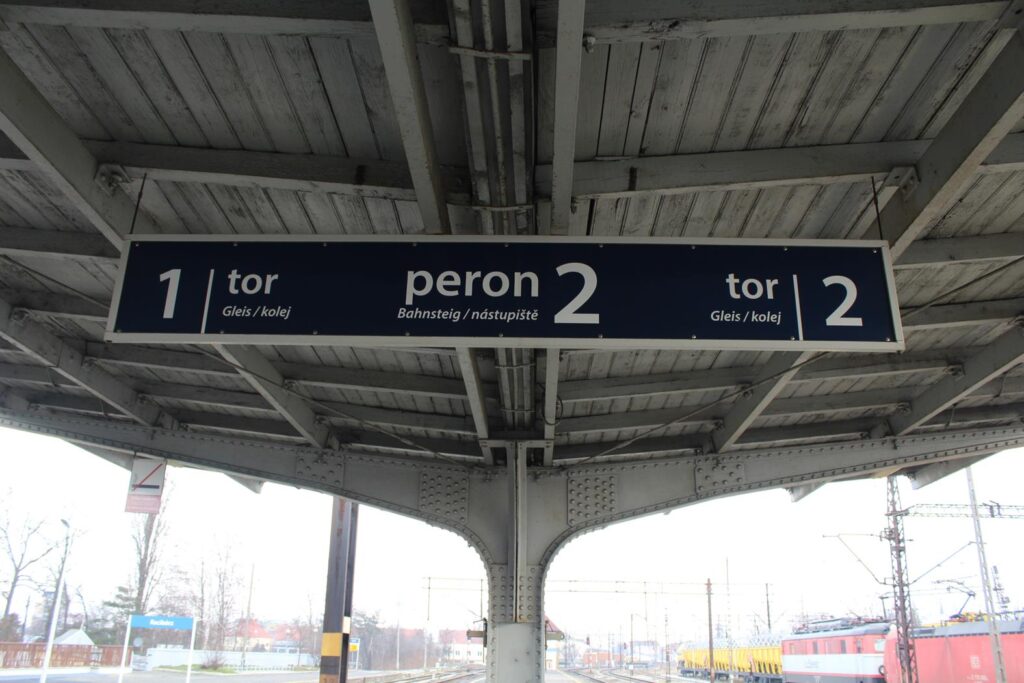 1 tor
Gleis / kolej
peron 2
Bahnsteig / nástupiště
tor 2
Gleis / kolej